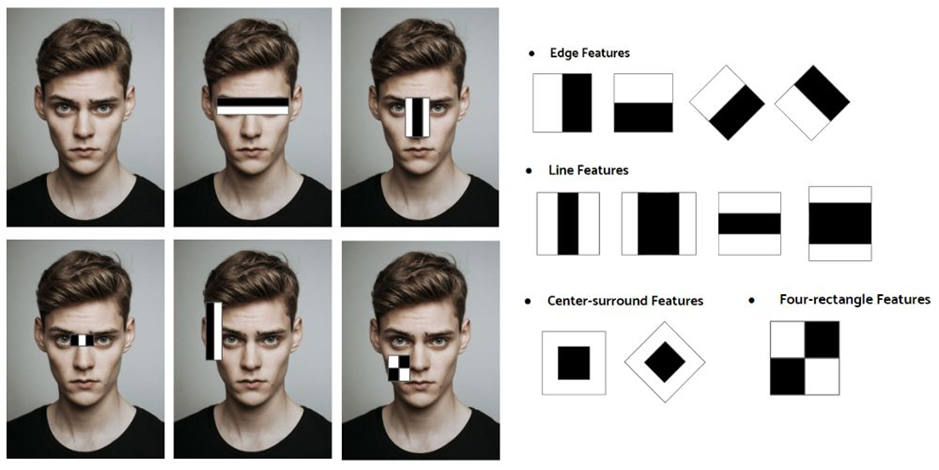 Edge Features
Line Features
Center-surround Features
Four-rectangle Features